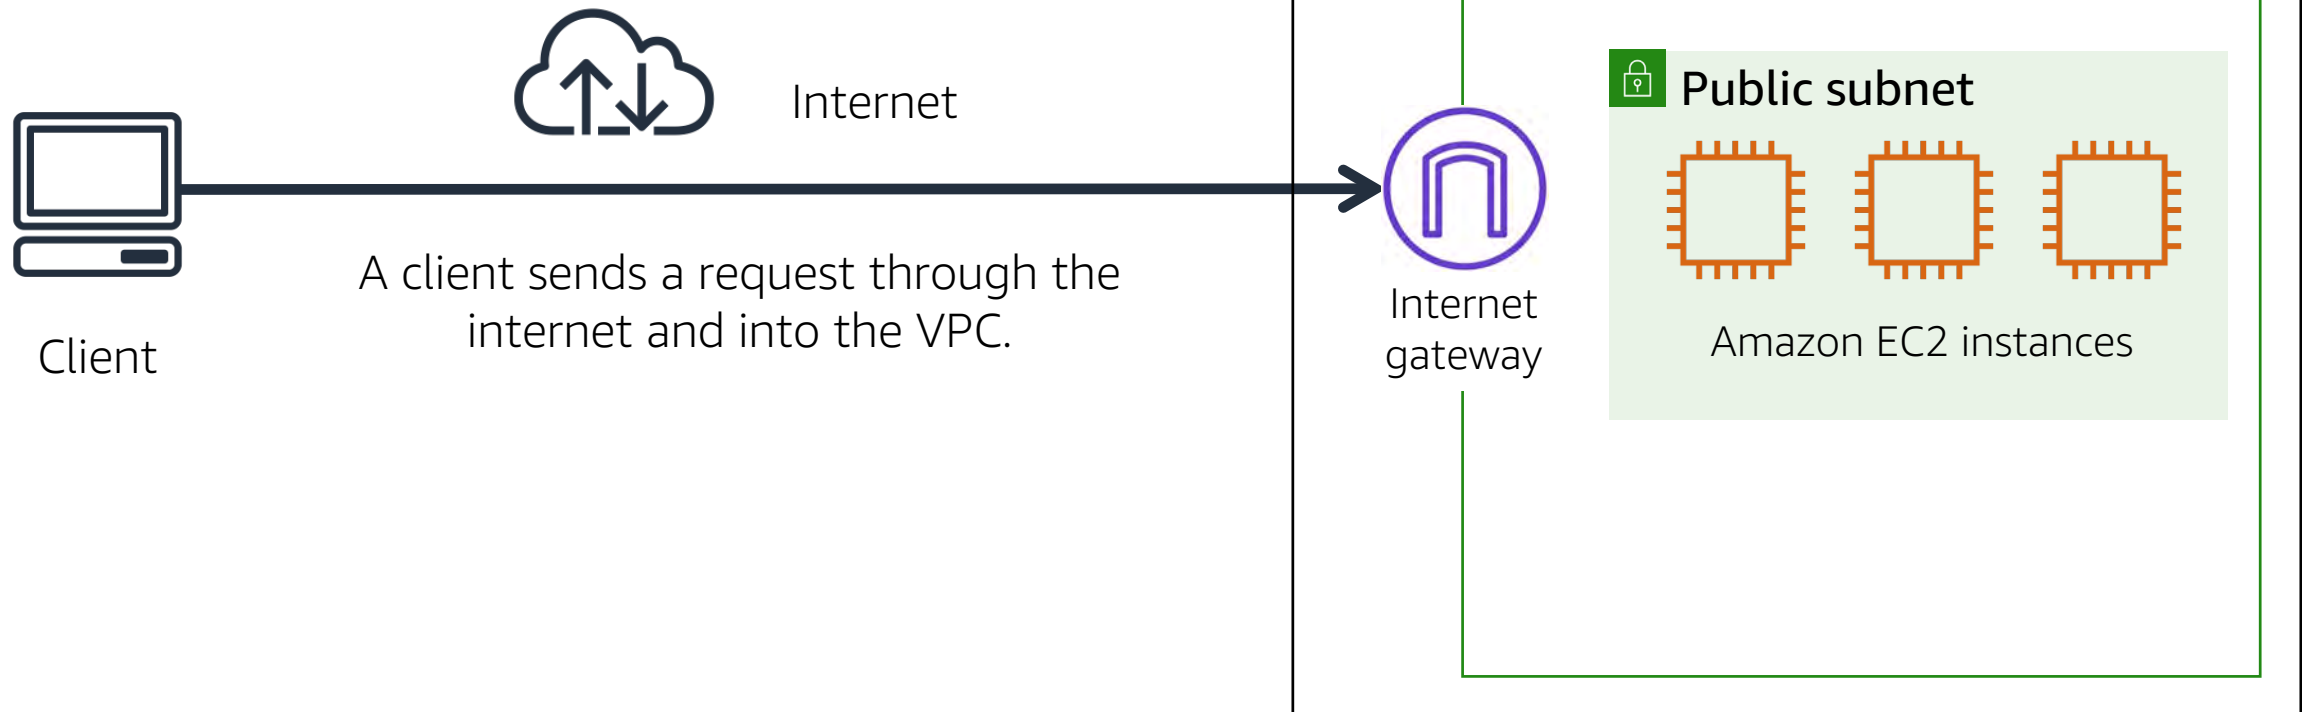 Internet
Public subnet
A client sends a request through the
internet and into the VPC.
Client
Internet
gateway
Amazon EC2 instances